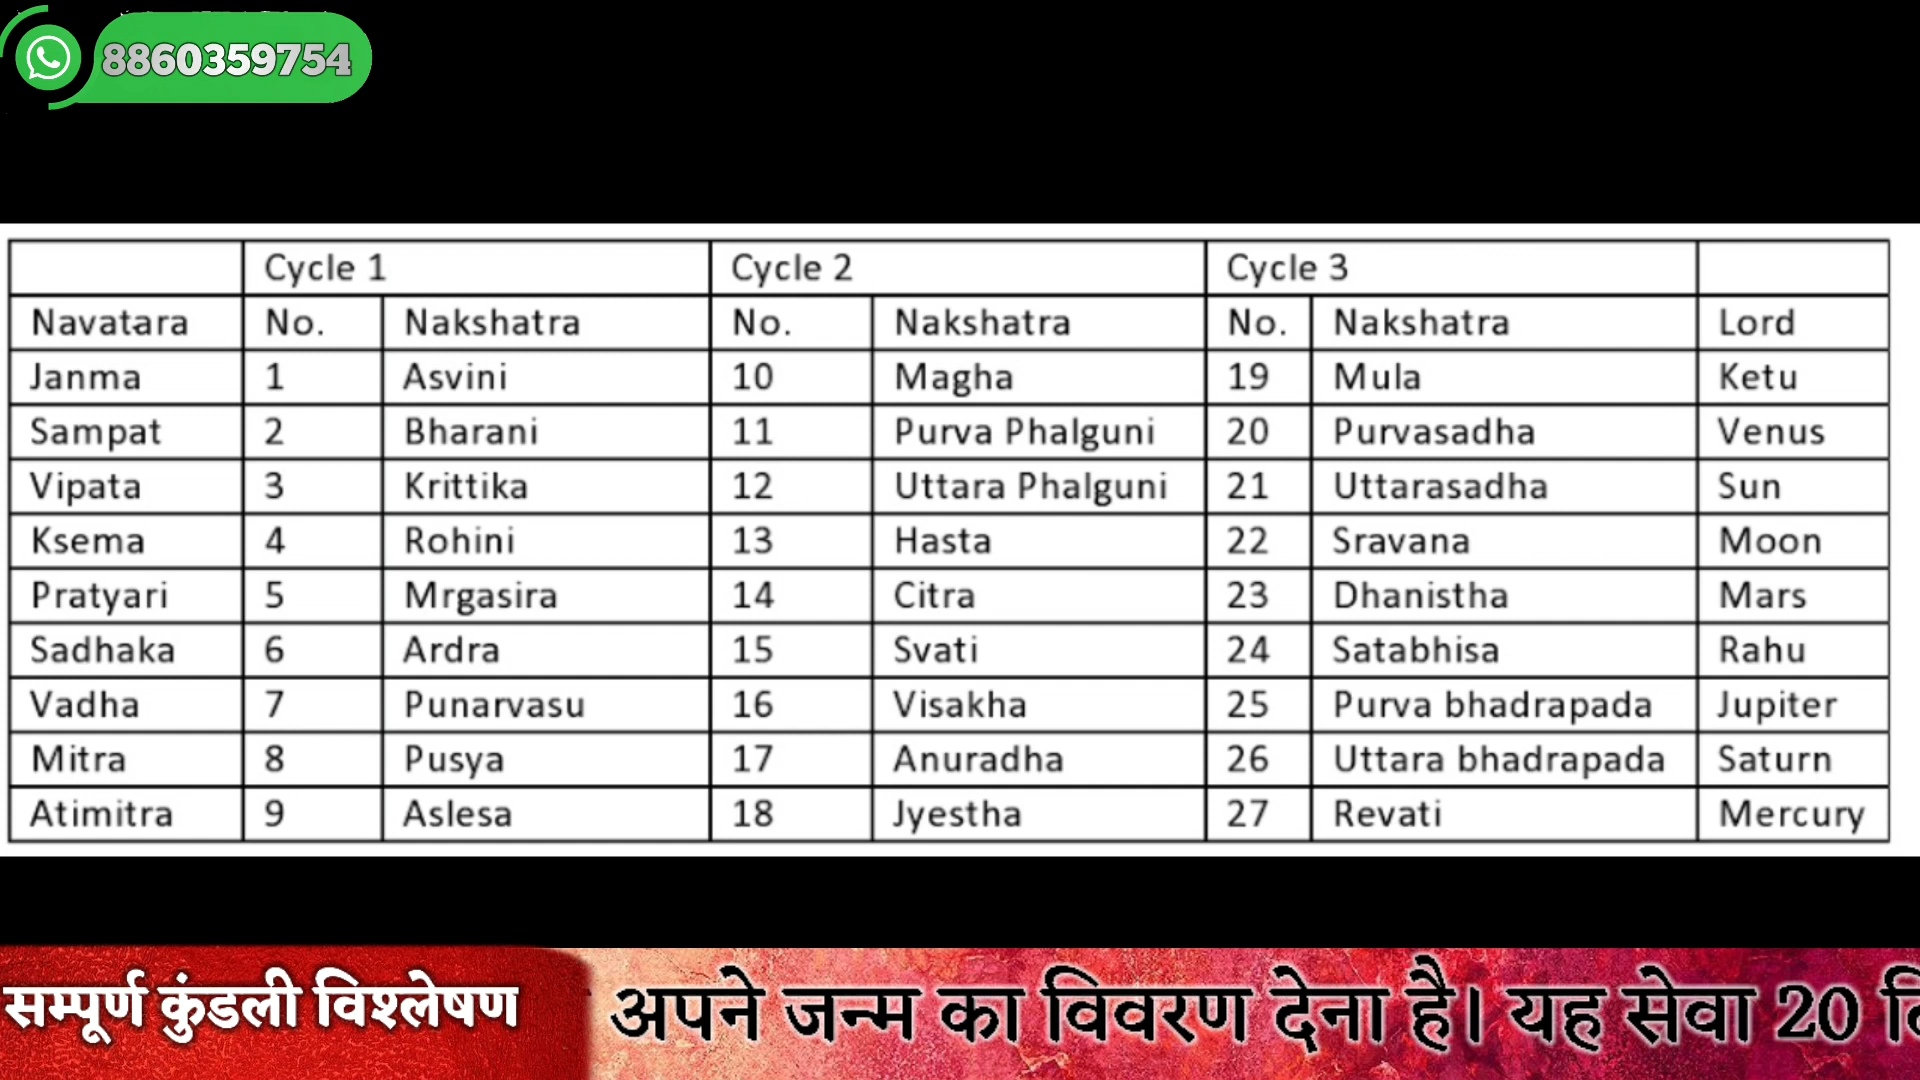 8860359754
Cycle 1 Cycle 2 Cycle 3
Navatara No. Nakshatra No. Nakshatra No. Nakshatra Lord
Janma 1 Asvini 10 Magha 19 Mula Ketu
Sampat 2 Bharani 11 Purva Phalguni 20 Purvasadha Venus
Vipata 3 Krittika 12 Uttara Phalguni 21 Uttarasadha Sun
Ksema 4 Rohini 13 Hasta 22 Sravana Moon
Pratyari 5 Mrgasira 14 Citra 23 Dhanistha Mars
Sadhaka 6 Ardra 15 Svati 24 Satabhisa Rahu
Vadha 7 Punarvasu 16 Visakha 25 Purva bhadrapada Jupiter
Mitra 8 Pusya 17 Anuradha 26 Uttara bhadrapada Saturn
Atimitra 9 Aslesa 18 Jyestha 27 Revati Mercury
सम्पूर्ण कुंडली विश्लेषण अपने जन्म का विवरण देना है। यह सेवा 20